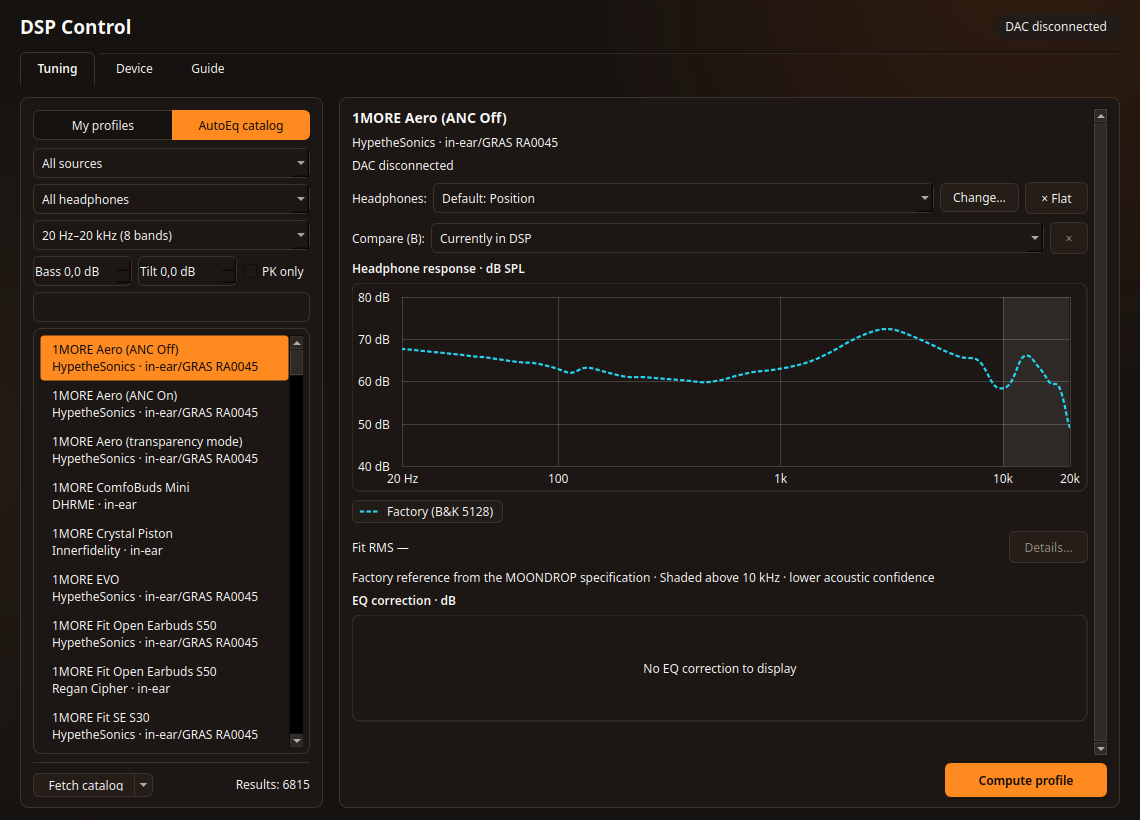 DSP Control
DAC disconnected
Tuning
Device
Guide
My profiles
AutoEq catalog
All sources
All headphones
20 Hz–20 kHz (8 bands)
Bass 0,0 dB
Tilt 0,0 dB
PK only
1MORE Aero (ANC Off)
HypetheSonics · in-ear/GRAS RA0045
1MORE Aero (ANC On)
HypetheSonics · in-ear/GRAS RA0045
1MORE Aero (transparency mode)
HypetheSonics · in-ear/GRAS RA0045
1MORE ComfoBuds Mini
DHRME · in-ear
1MORE Crystal Piston
Innerfidelity · in-ear
1MORE EVO
HypetheSonics · in-ear/GRAS RA0045
1MORE Fit Open Earbuds S50
HypetheSonics · in-ear/GRAS RA0045
1MORE Fit Open Earbuds S50
Regan Cipher · in-ear
1MORE Fit SE S30
HypetheSonics · in-ear/GRAS RA0045
Fetch catalog
Results: 6815
1MORE Aero (ANC Off)
HypetheSonics · in-ear/GRAS RA0045
DAC disconnected
Headphones:
Default: Position
Change...
× Flat
Compare (B):
Currently in DSP
×
Headphone response · dB SPL
80 dB
70 dB
60 dB
50 dB
40 dB
20 Hz
100
1k
10k
20k
Factory (B&K 5128)
Fit RMS —
Details...
Factory reference from the MOONDROP specification · Shaded above 10 kHz · lower acoustic confidence
EQ correction · dB
No EQ correction to display
Compute profile